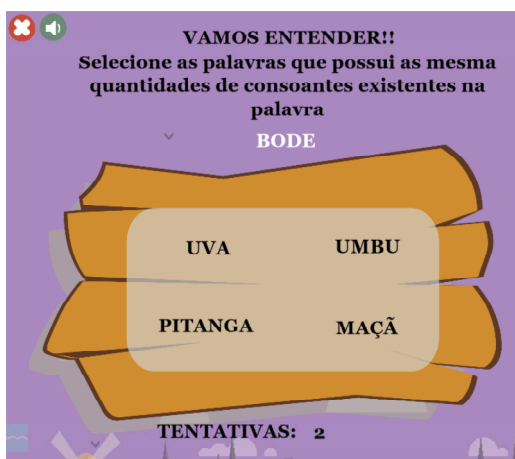 VAMOS ENTENDER!!
Selecione as palavras que possui as mesma
quantidades de consoantes existentes na
palavra
BODE
UVA UMBU
PITANGA MAÇÃ
TENTATIVAS: 2